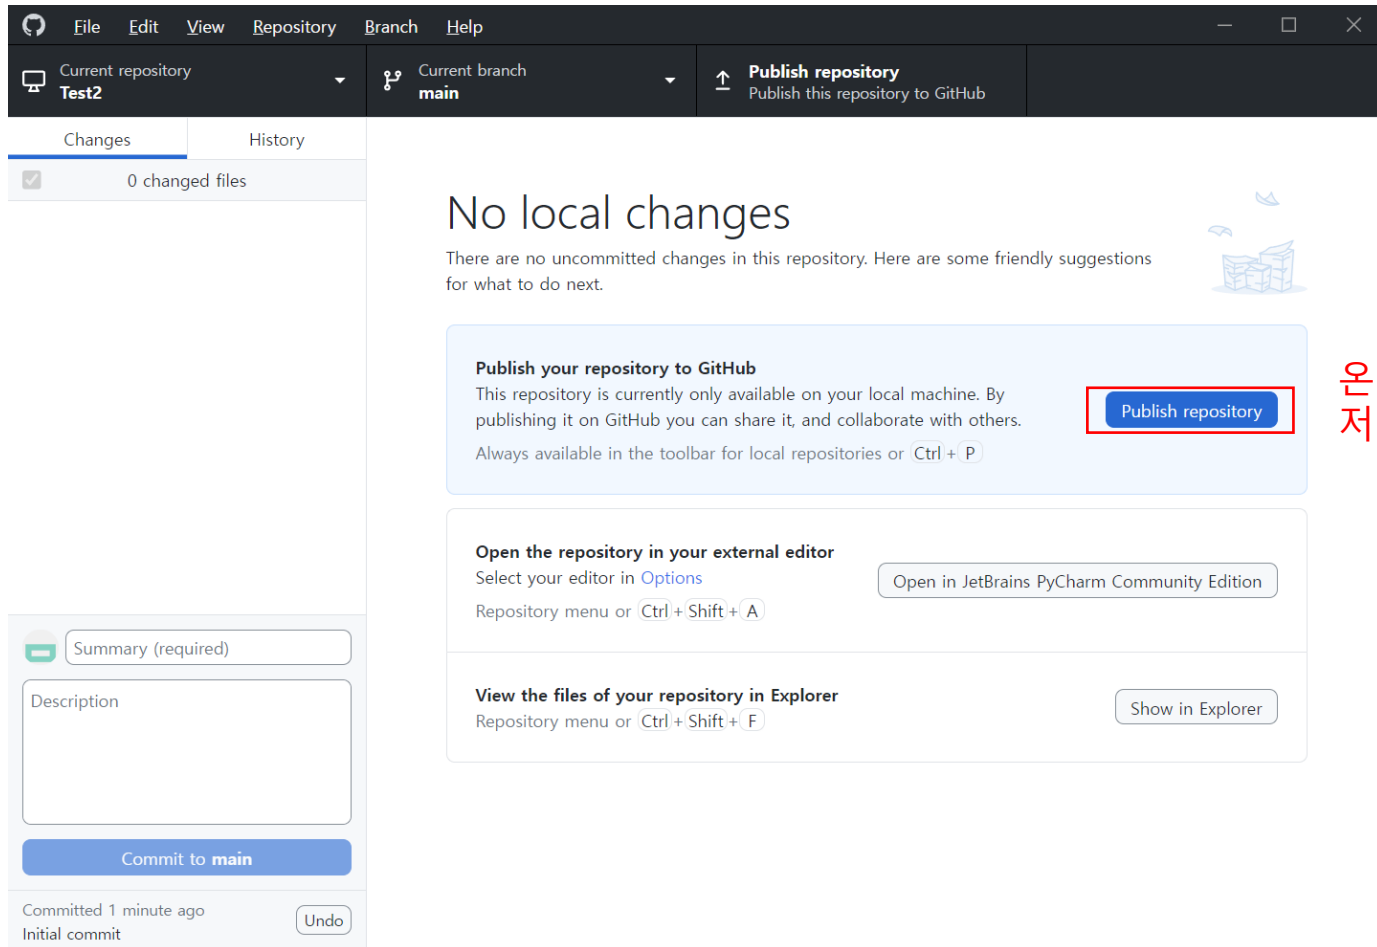 File Edit View Repository Branch Help
Current repository
Test2
Current branch
main
Publish repository
Publish this repository to GitHub
Changes
History
0 changed files
No local changes
There are no uncommitted changes in this repository. Here are some friendly suggestions
for what to do next.
Publish your repository to GitHub
This repository is currently only available on your local machine. By
publishing it on GitHub you can share it, and collaborate with others.
Always available in the toolbar for local repositories or Ctrl + P
Publish repository
온
저
Open the repository in your external editor
Select your editor in Options
Repository menu or Ctrl + Shift + A
Open in JetBrains PyCharm Community Edition
View the files of your repository in Explorer
Repository menu or Ctrl + Shift + F
Show in Explorer
Summary (required)
Description
Commit to main
Committed 1 minute ago
Initial commit
Undo